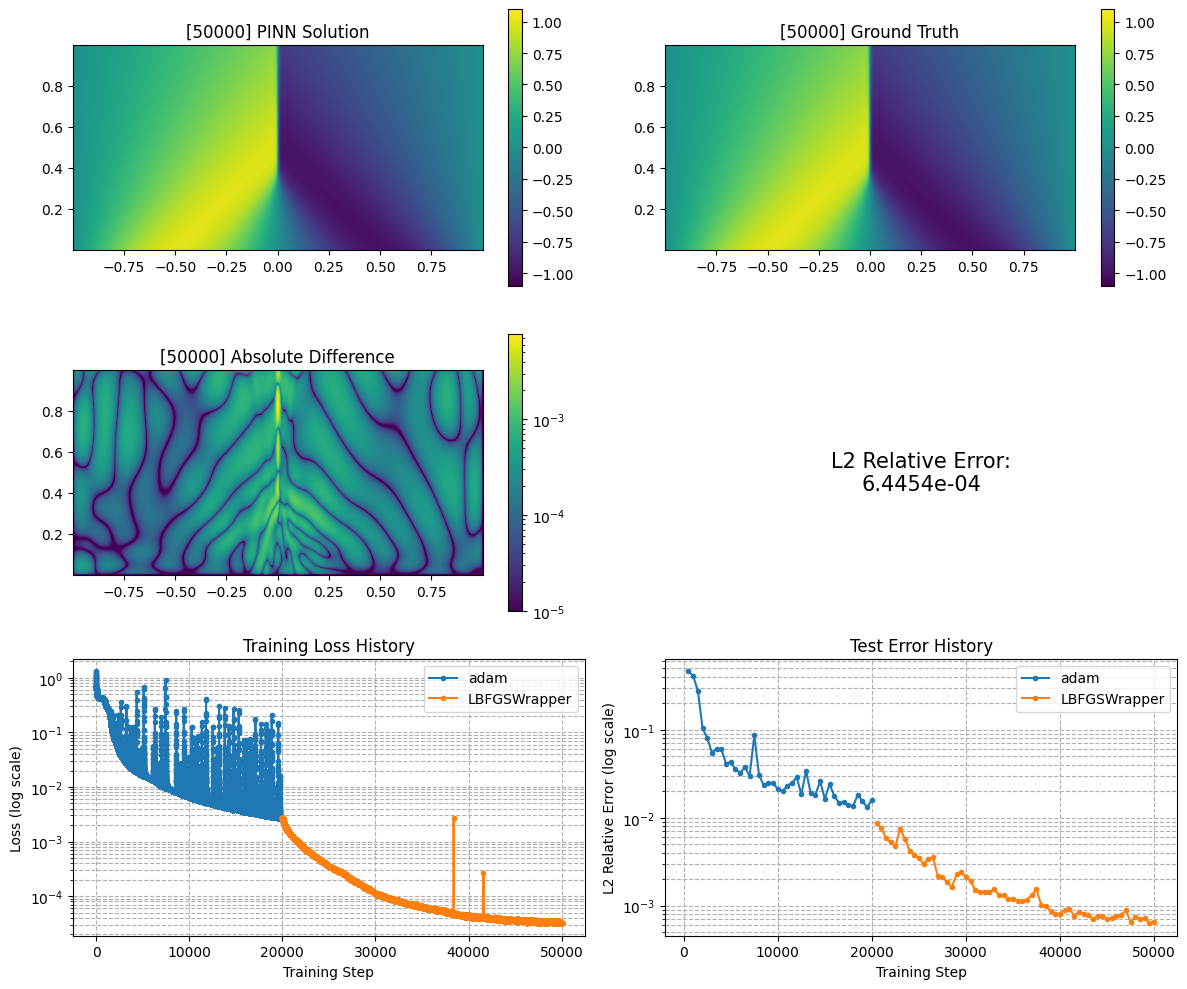 [50000] PINN Solution
0.8
0.6
0.4
0.2
−0.75 −0.50 −0.25 0.00 0.25 0.50 0.75
1.00
0.75
0.50
0.25
0.00
−0.25
−0.50
−0.75
−1.00
[50000] Ground Truth
0.8
0.6
0.4
0.2
−0.75 −0.50 −0.25 0.00 0.25 0.50 0.75
1.00
0.75
0.50
0.25
0.00
−0.25
−0.50
−0.75
−1.00
[50000] Absolute Difference
0.8
0.6
0.4
0.2
−0.75 −0.50 −0.25 0.00 0.25 0.50 0.75
10⁻³
10⁻⁴
10⁻⁵
L2 Relative Error:
6.4454e-04
Training Loss History
Loss (log scale)
10⁰
10⁻¹
10⁻²
10⁻³
10⁻⁴
adam
LBFGSWrapper
0 10000 20000 30000 40000 50000
Training Step
Test Error History
L2 Relative Error (log scale)
10⁻¹
10⁻²
10⁻³
adam
LBFGSWrapper
0 10000 20000 30000 40000 50000
Training Step